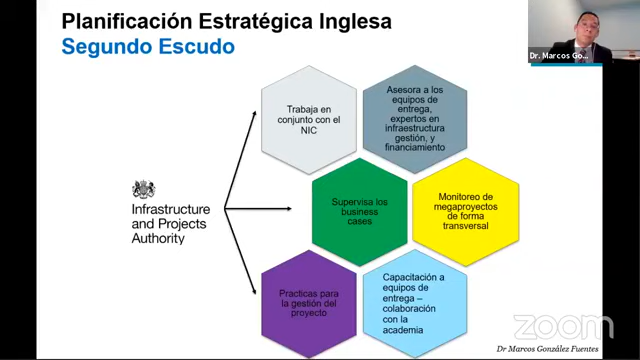 Planificación Estratégica Inglesa
Segundo Escudo
Dr. Marcos Go...
Trabaja en
conjunto con el
NIC
Asesora a los
equipos de
entrega,
expertos en
infraestructura
gestión, y
financiamiento
Infrastructure
and Projects
Authority
Supervisa los
business
cases
Monitoreo de
megaproyectos
de forma
transversal
Practicas para
la gestión del
proyecto
Capacitación a
equipos de
entrega –
colaboración
con la
academia
zoom
Dr Marcos González Fuentes